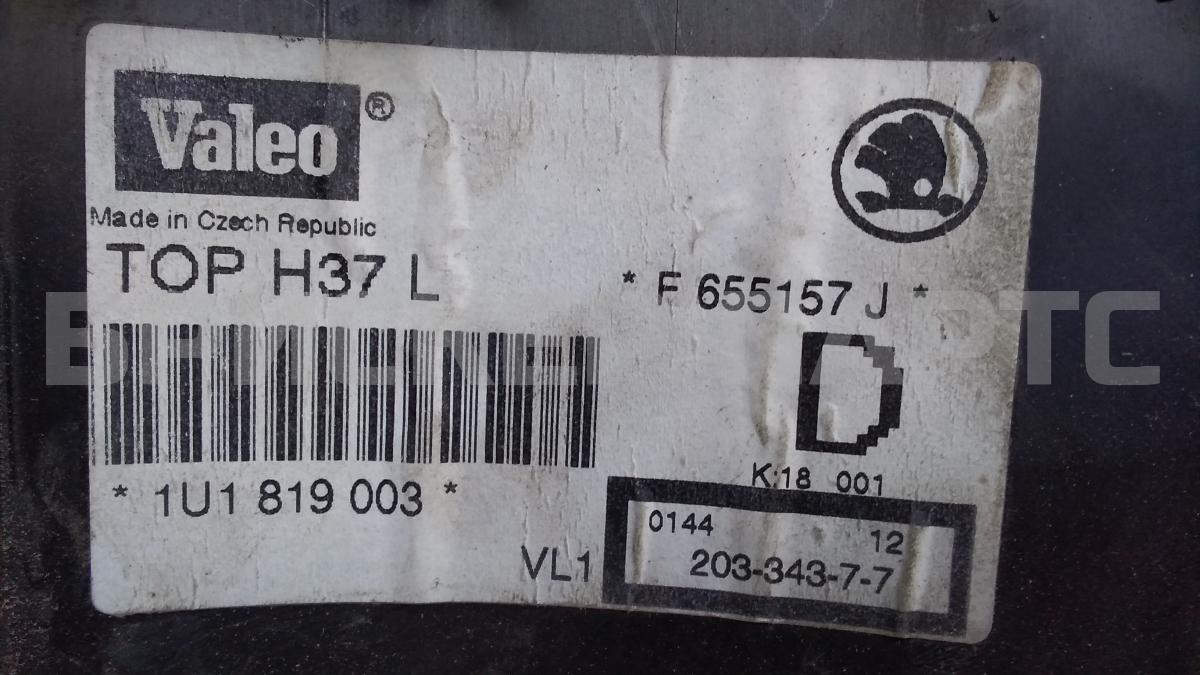 Valeo ®
Made in Czech Republic
TOP H37 L
* F 655157 J *
D
K:18 001
* 1U1 819 003 *
VL1
0144 12
203-343-7-7